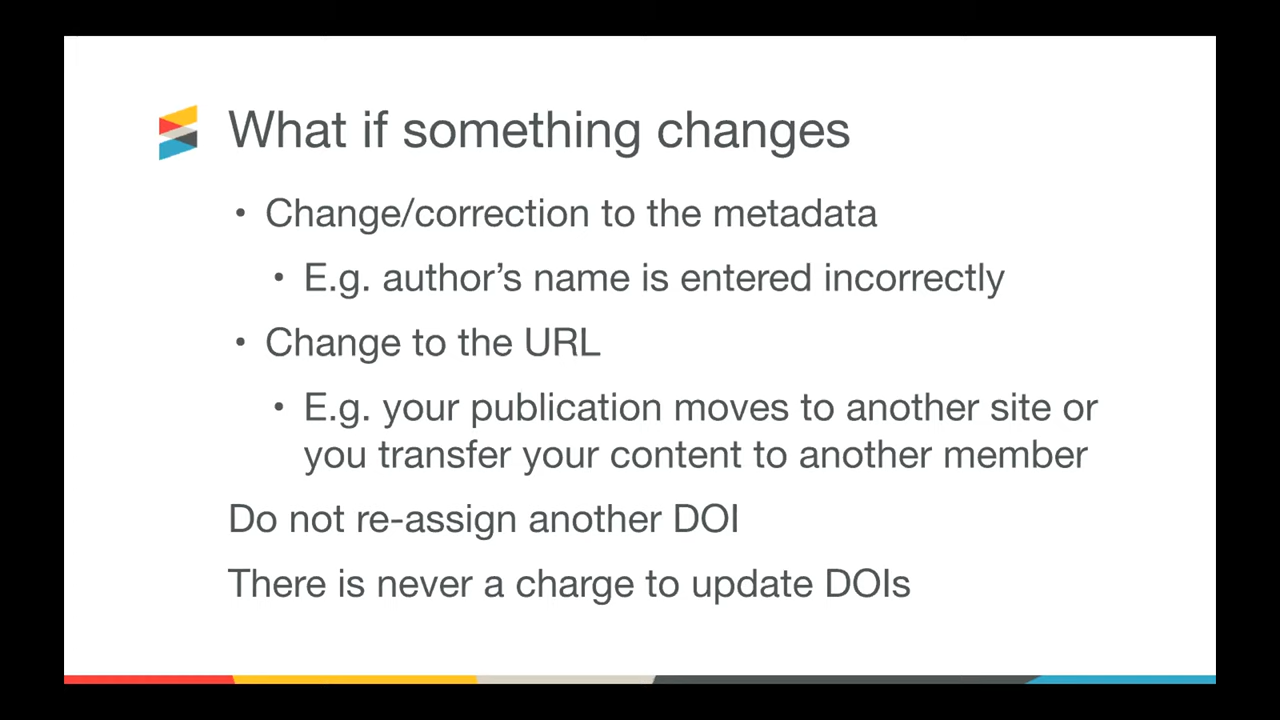 What if something changes
• Change/correction to the metadata
• E.g. author’s name is entered incorrectly
• Change to the URL
• E.g. your publication moves to another site or
you transfer your content to another member
Do not re-assign another DOI
There is never a charge to update DOIs